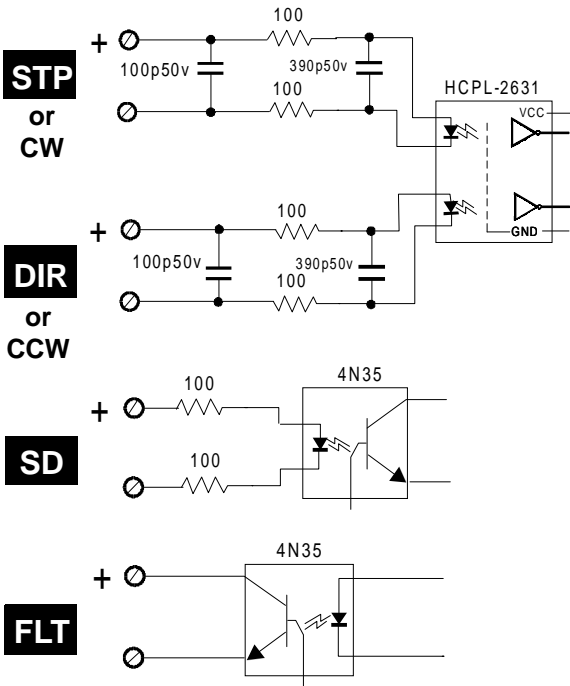 100
+
STP
or
CW
100p50v
390p50v
100
HCPL-2631
VCC
GND
100
+
DIR
or
CCW
100p50v
390p50v
100
4N35
100
+
SD
100
4N35
+
FLT